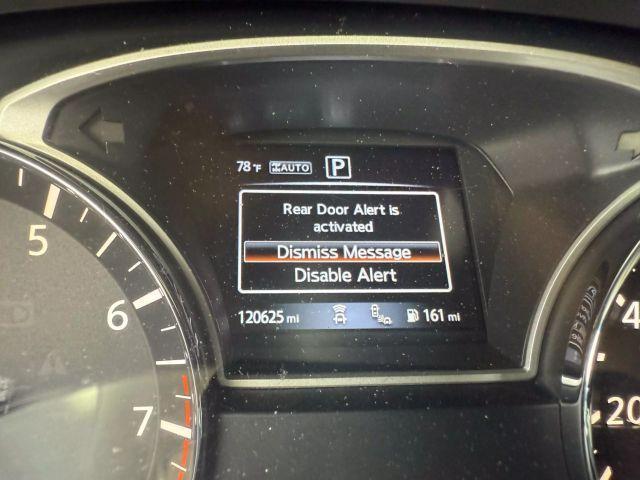 78°F AUTO P
Rear Door Alert is
activated
Dismiss Message
Disable Alert
120625 mi 161 mi
5
6
7
4
20